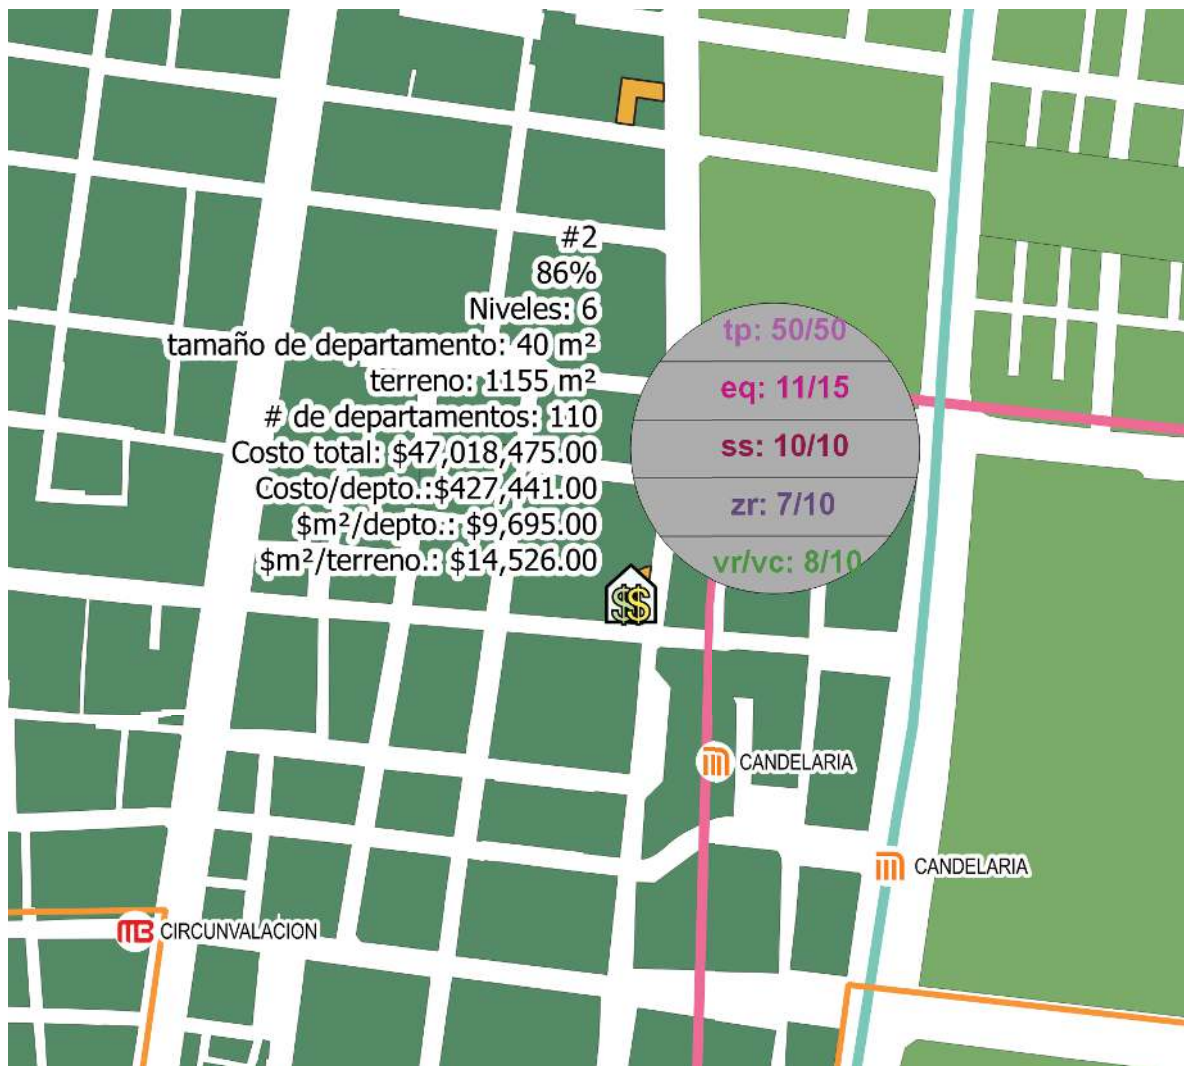 #2
86%
Niveles: 6
tamaño de departamento: 40 m²
terreno: 1155 m²
# de departamentos: 110
Costo total: $47,018,475.00
Costo/depto.:$427,441.00
$m²/depto.: $9,695.00
$m²/terreno.: $14,526.00
tp: 50/50
eq: 11/15
ss: 10/10
zr: 7/10
vr/vc: 8/10
$$
CANDELARIA
CANDELARIA
MB CIRCUNVALACION